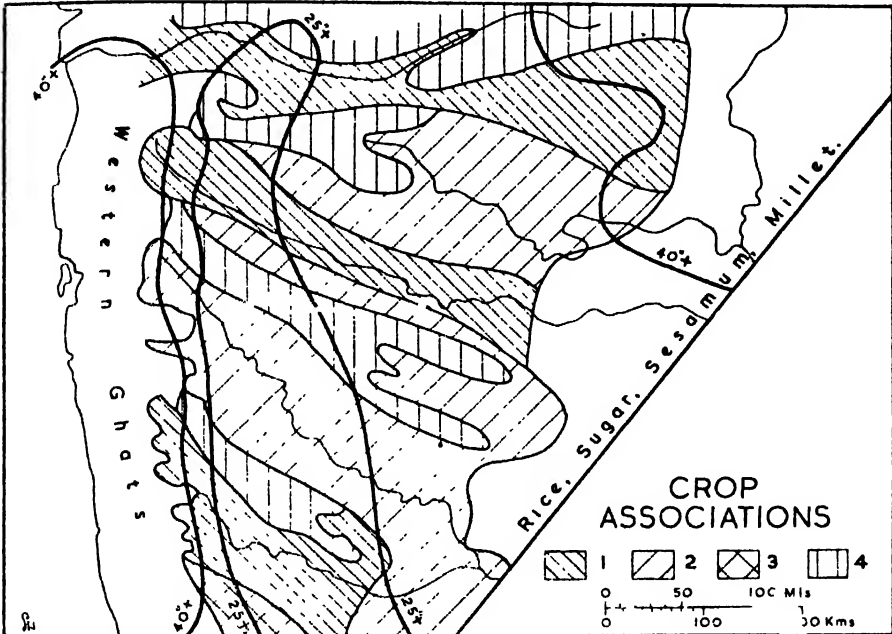 40"+
25"+
Western Ghats
40"+
Rice, Sugar, Sesamum, Millet.
CROP
ASSOCIATIONS
1 2 3 4
0 50 100 Mls
0 100 Kms
40"+
25"+
25"+